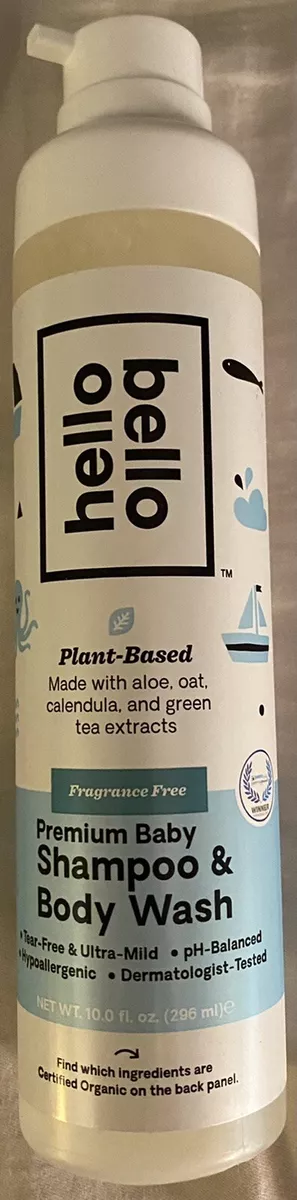 hello
bello
TM
Plant-Based
Made with aloe, oat,
calendula, and green
tea extracts
Fragrance Free
WINNER
Premium Baby
Shampoo &
Body Wash
•Tear-Free & Ultra-Mild • pH-Balanced
•Hypoallergenic • Dermatologist-Tested
NET WT. 10.0 fl. oz. (296 ml)℮
Find which ingredients are
Certified Organic on the back panel.